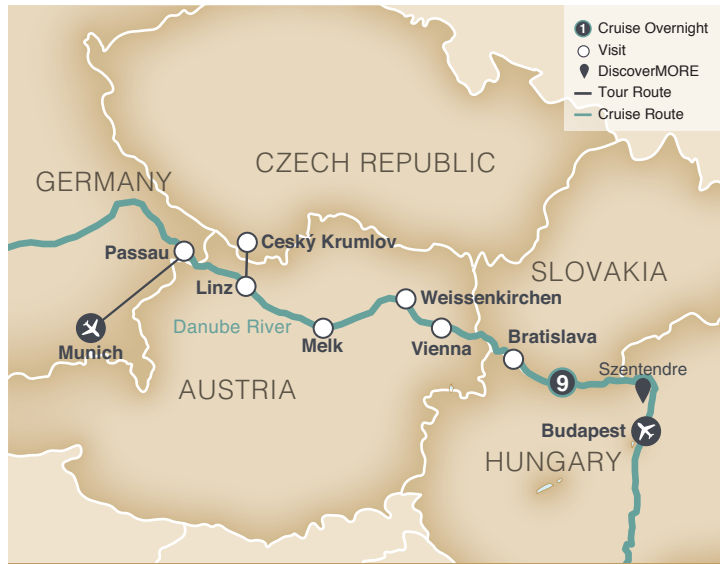 1 Cruise Overnight
Visit
DiscoverMORE
Tour Route
Cruise Route
CZECH REPUBLIC
GERMANY
Ceský Krumlov
Passau
SLOVAKIA
Linz
Weissenkirchen
Danube River
Melk
Vienna
Bratislava
Munich
Szentendre
9
AUSTRIA
Budapest
HUNGARY